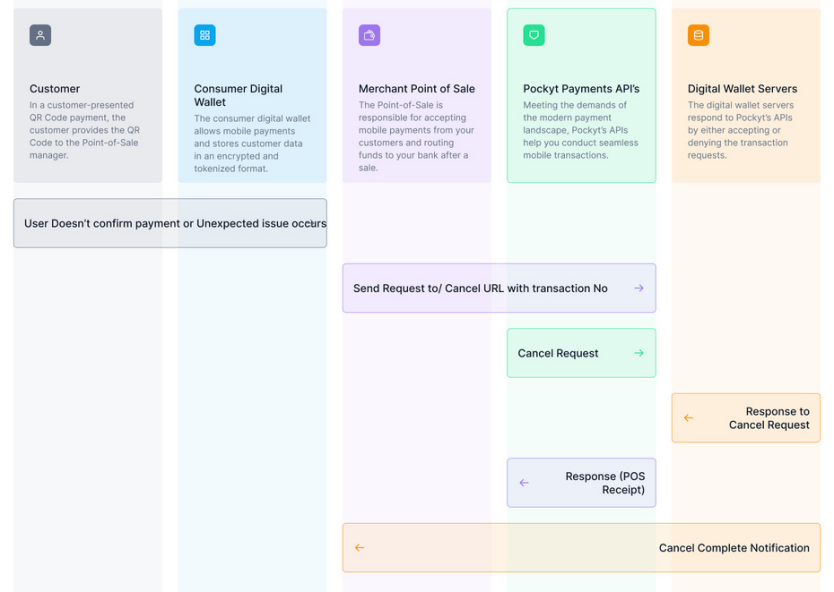 Customer
In a customer-presented
QR Code payment, the
customer provides the QR
Code to the Point-of-Sale
manager.
Consumer Digital
Wallet
The consumer digital wallet
allows mobile payments
and stores customer data
in an encrypted and
tokenized format.
Merchant Point of Sale
The Point-of-Sale is
responsible for accepting
mobile payments from your
customers and routing
funds to your bank after a
sale.
Pockyt Payments API's
Meeting the demands of
the modern payment
landscape, Pockyt's APIs
help you conduct seamless
mobile transactions.
Digital Wallet Servers
The digital wallet servers
respond to Pockyt's APIs
by either accepting or
denying the transaction
requests.
User Doesn't confirm payment or Unexpected issue occurs
Send Request to/ Cancel URL with transaction No
Cancel Request
Response to
Cancel Request
Response (POS
Receipt)
Cancel Complete Notification